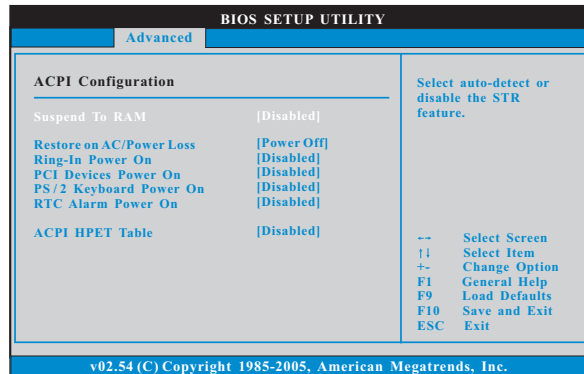 BIOS SETUP UTILITY
Advanced
ACPI Configuration
Suspend To RAM [Disabled]
Restore on AC/Power Loss [Power Off]
Ring-In Power On [Disabled]
PCI Devices Power On [Disabled]
PS/2 Keyboard Power On [Disabled]
RTC Alarm Power On [Disabled]
ACPI HPET Table [Disabled]
Select auto-detect or
disable the STR
feature.
←→ Select Screen
↑↓ Select Item
+- Change Option
F1 General Help
F9 Load Defaults
F10 Save and Exit
ESC Exit
v02.54 (C) Copyright 1985-2005, American Megatrends, Inc.